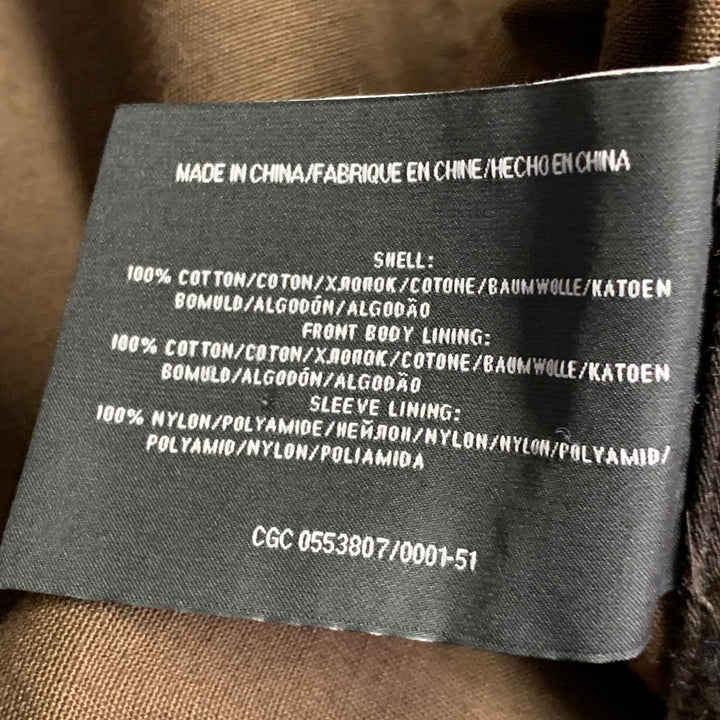 MADE IN CHINA/FABRIQUE EN CHINE/HECHO EN CHINA
SHELL:
100% COTTON/COTON/ХЛОПОК/COTONE/BAUMWOLLE/KATOEN
BOMULD/ALGODÓN/ALGODÃO
FRONT BODY LINING:
100% COTTON/COTON/ХЛОПОК/COTONE/BAUMWOLLE/KATOEN
BOMULD/ALGODÓN/ALGODÃO
SLEEVE LINING:
100% NYLON/POLYAMIDE/НЕЙЛОН/NYLON/NYLON/POLYAMID/
POLYAMID/NYLON/POLIAMIDA
CGC 0553807/0001-51